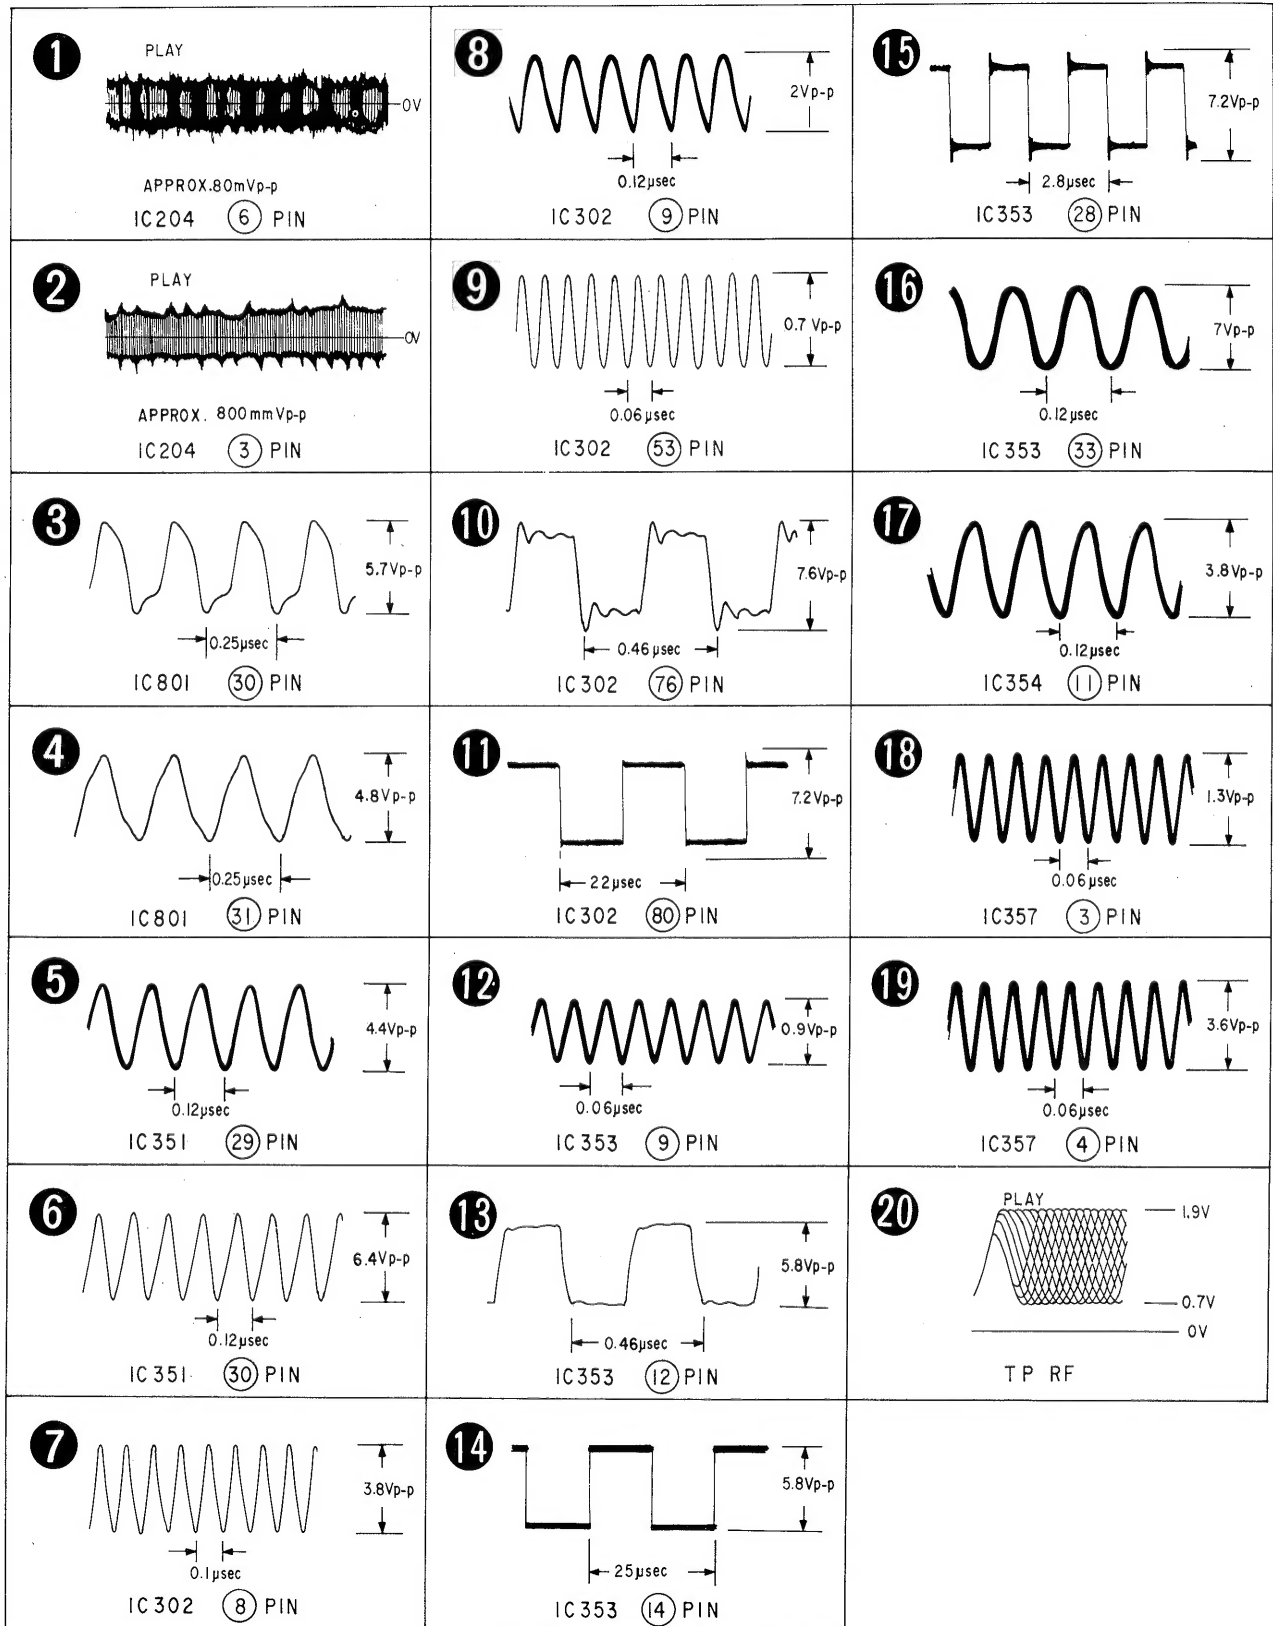 1
PLAY
0V
APPROX.80mVp-p
IC204 6 PIN
2
PLAY
0V
APPROX. 800mmVp-p
IC204 3 PIN
3
5.7Vp-p
0.25μsec
IC801 30 PIN
4
4.8Vp-p
0.25μsec
IC801 31 PIN
5
4.4Vp-p
0.12μsec
IC351 29 PIN
6
6.4Vp-p
0.12μsec
IC351 30 PIN
7
3.8Vp-p
0.1μsec
IC302 8 PIN
8
2Vp-p
0.12μsec
IC302 9 PIN
9
0.7 Vp-p
0.06μsec
IC302 53 PIN
10
7.6Vp-p
0.46μsec
IC302 76 PIN
11
7.2Vp-p
22μsec
IC302 80 PIN
12
0.9Vp-p
0.06μsec
IC353 9 PIN
13
5.8Vp-p
0.46μsec
IC353 12 PIN
14
5.8Vp-p
25μsec
IC353 14 PIN
15
7.2Vp-p
2.8μsec
IC353 28 PIN
16
7Vp-p
0.12μsec
IC353 33 PIN
17
3.8Vp-p
0.12μsec
IC354 11 PIN
18
1.3Vp-p
0.06μsec
IC357 3 PIN
19
3.6Vp-p
0.06μsec
IC357 4 PIN
20
PLAY
1.9V
0.7V
0V
TP RF